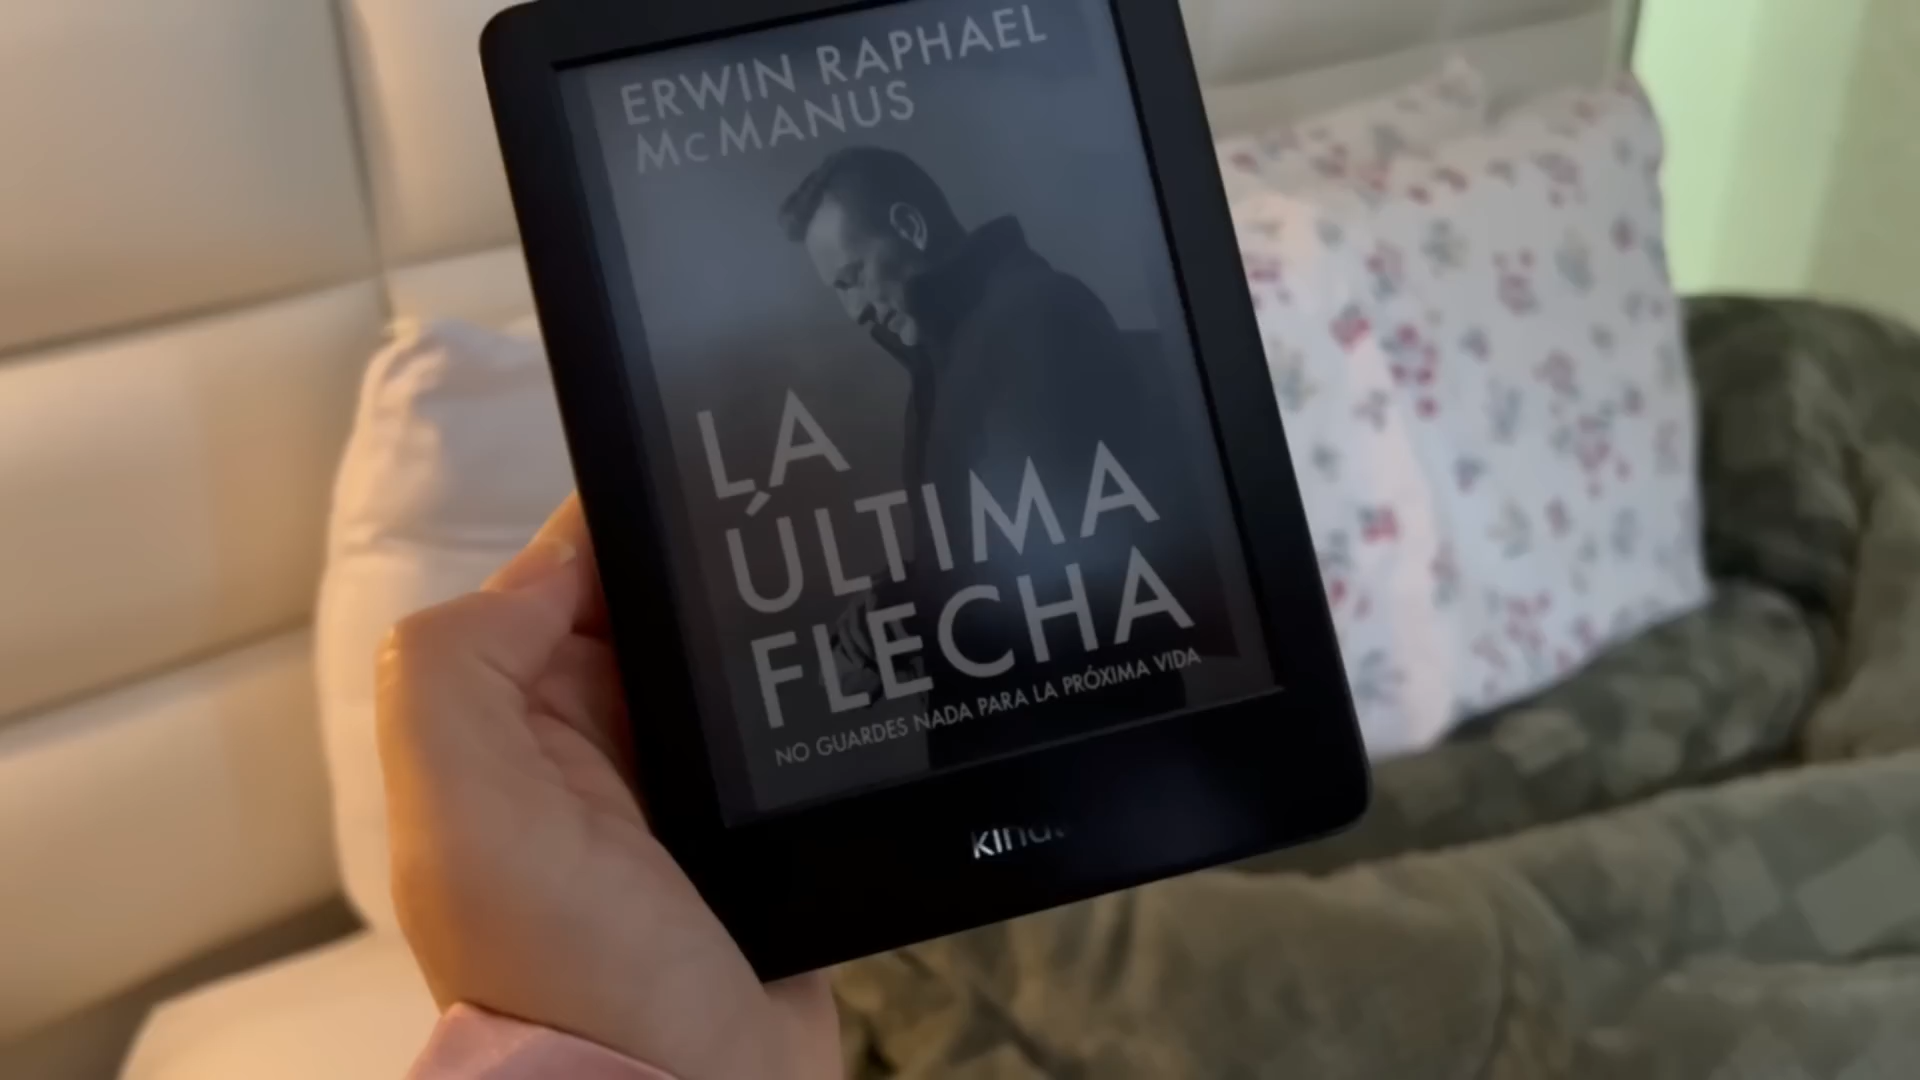 ERWIN RAPHAEL
McMANUS
LA
ÚLTIMA
FLECHA
NO GUARDES NADA PARA LA PRÓXIMA VIDA